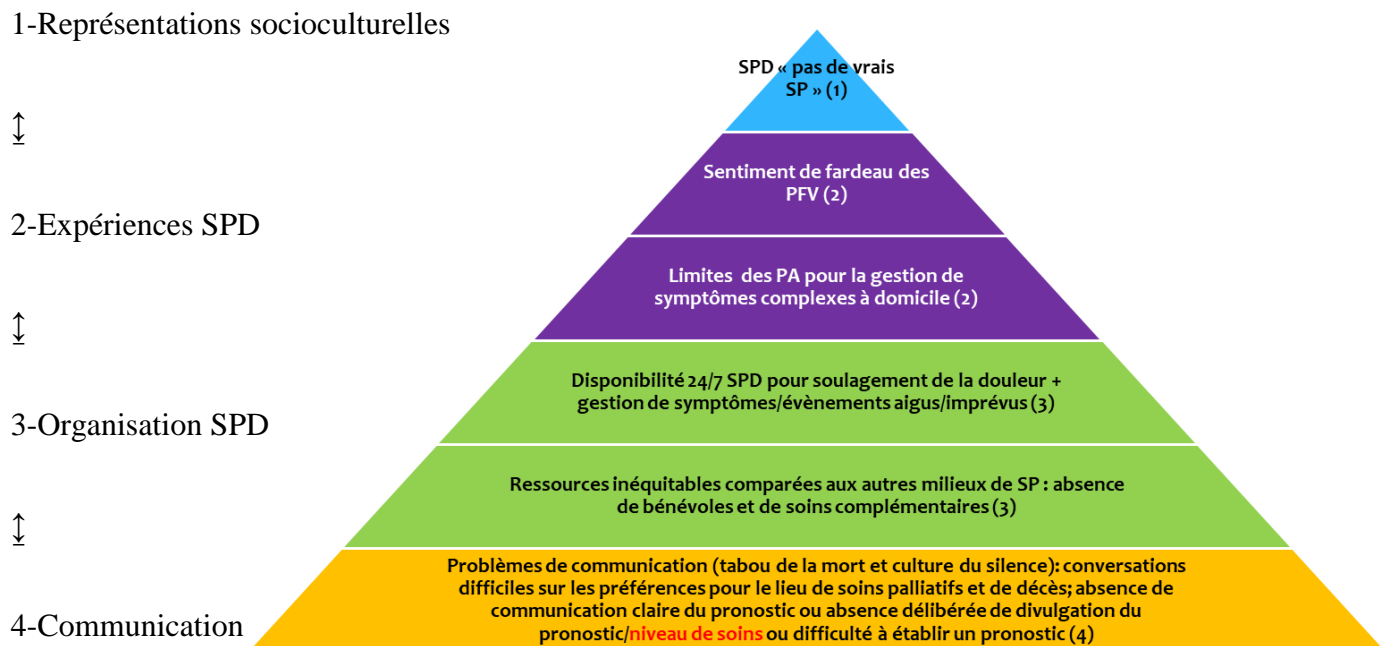 1-Représentations socioculturelles
SPD « pas de vrais
SP » (1)
↕
Sentiment de fardeau des
PFV (2)
2-Expériences SPD
Limites des PA pour la gestion de
symptômes complexes à domicile (2)
↕
Disponibilité 24/7 SPD pour soulagement de la douleur +
gestion de symptômes/évènements aigus/imprévus (3)
3-Organisation SPD
Ressources inéquitables comparées aux autres milieux de SP : absence
de bénévoles et de soins complémentaires (3)
↕
Problèmes de communication (tabou de la mort et culture du silence): conversations
difficiles sur les préférences pour le lieu de soins palliatifs et de décès; absence de
communication claire du pronostic ou absence délibérée de divulgation du
pronostic/niveau de soins ou difficulté à établir un pronostic (4)
4-Communication